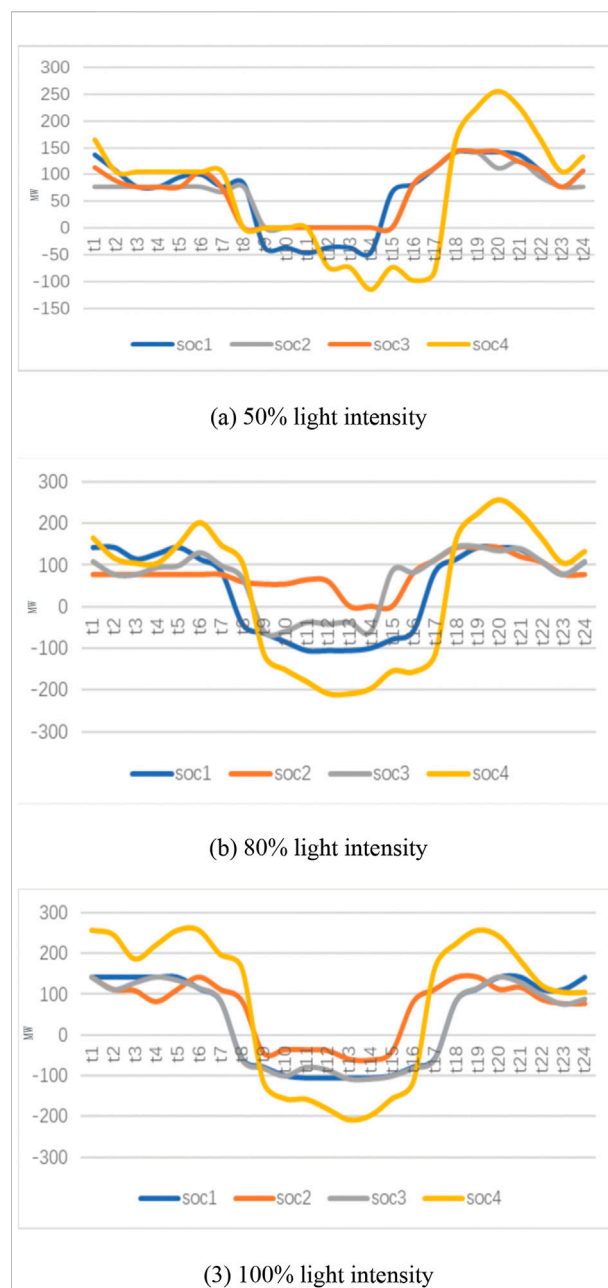 300
250
200
150
100
50
0
-50
-100
-150
MW
t1 t2 t3 t4 t5 t6 t7 t8 t9 t10 t11 t12 t13 t14 t15 t16 t17 t18 t19 t20 t21 t22 t23 t24
soc1 soc2 soc3 soc4
(a) 50% light intensity
300
200
100
0
-100
-200
-300
MW
t1 t2 t3 t4 t5 t6 t7 t8 t9 t10 t11 t12 t13 t14 t15 t16 t17 t18 t19 t20 t21 t22 t23 t24
soc1 soc2 soc3 soc4
(b) 80% light intensity
300
200
100
0
-100
-200
-300
MW
t1 t2 t3 t4 t5 t6 t7 t8 t9 t10 t11 t12 t13 t14 t15 t16 t17 t18 t19 t20 t21 t22 t23 t24
soc1 soc2 soc3 soc4
(3) 100% light intensity